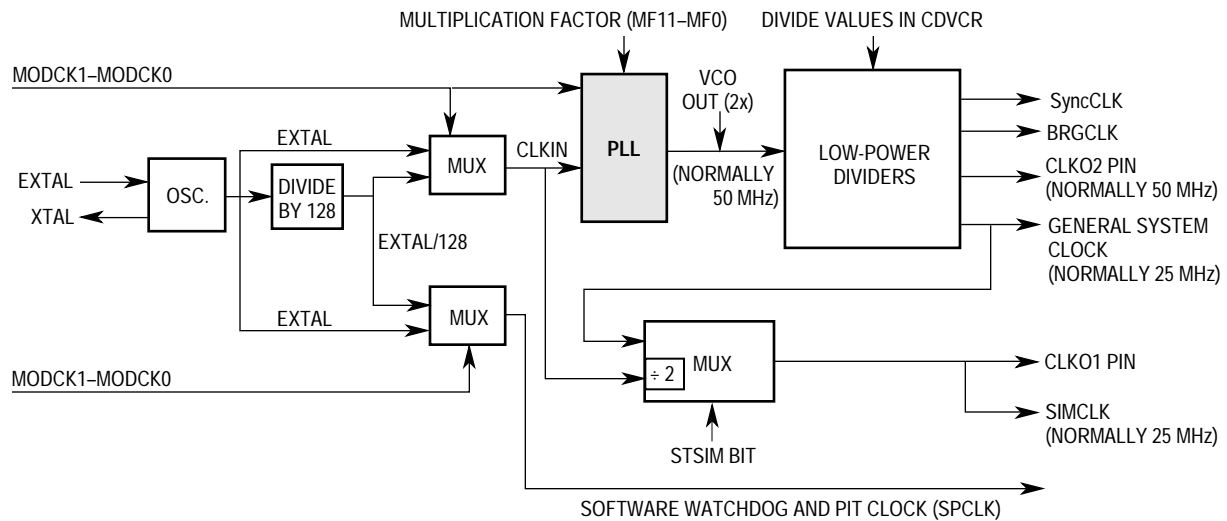 MULTIPLICATION FACTOR (MF11–MF0)
DIVIDE VALUES IN CDVCR
MODCK1–MODCK0
VCO
OUT (2x)
SyncCLK
BRGCLK
EXTAL
MUX
CLKIN
PLL
(NORMALLY
50 MHz)
LOW-POWER
DIVIDERS
CLKO2 PIN
(NORMALLY 50 MHz)
EXTAL
XTAL
OSC.
DIVIDE
BY 128
EXTAL/128
GENERAL SYSTEM
CLOCK
(NORMALLY 25 MHz)
EXTAL
MUX
MODCK1–MODCK0
÷ 2
MUX
CLKO1 PIN
SIMCLK
(NORMALLY 25 MHz)
STSIM BIT
SOFTWARE WATCHDOG AND PIT CLOCK (SPCLK)